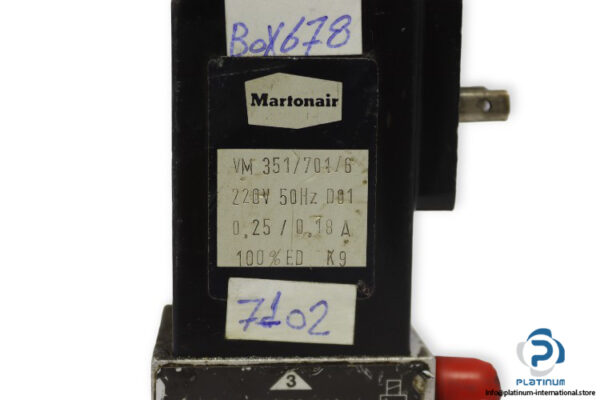 Box678
Martonair
VM 351/701/6
220V 50Hz D81
0.25 / 0.18 A
100%ED K9
7102
3
PLATINUM
info@platinum-international.store